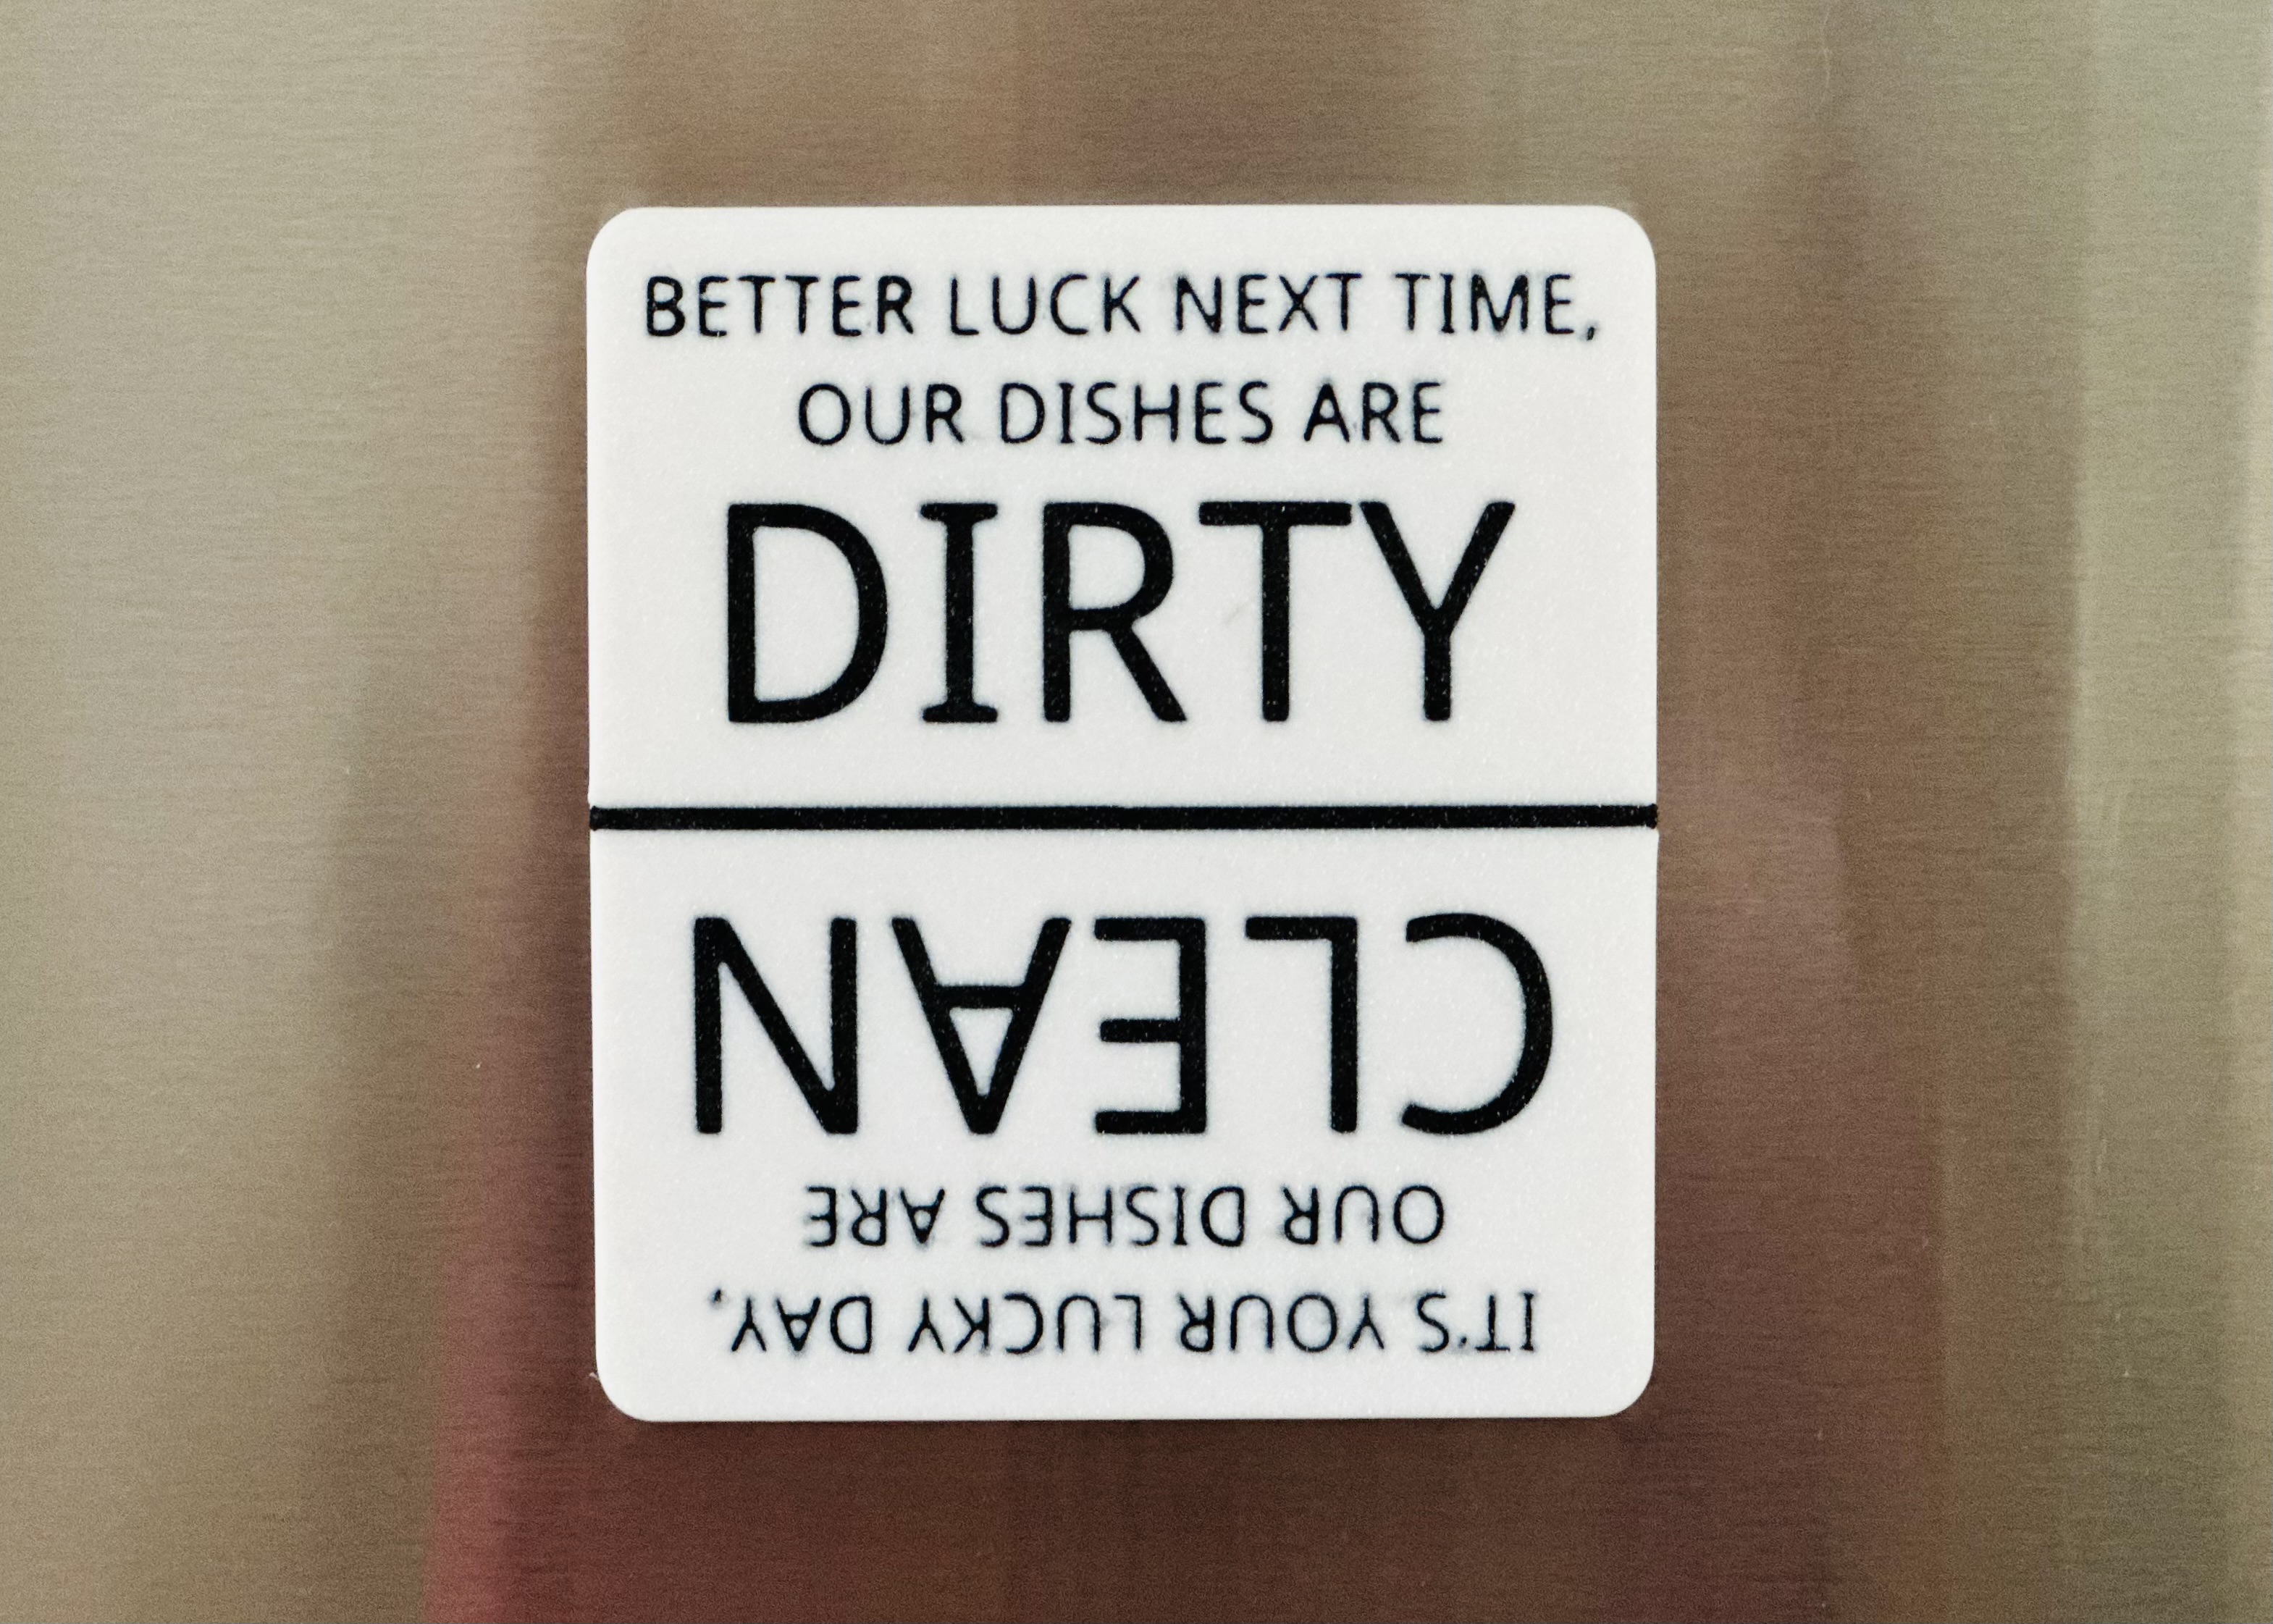 BETTER LUCK NEXT TIME,
OUR DISHES ARE
DIRTY
IT'S YOUR LUCKY DAY,
OUR DISHES ARE
CLEAN